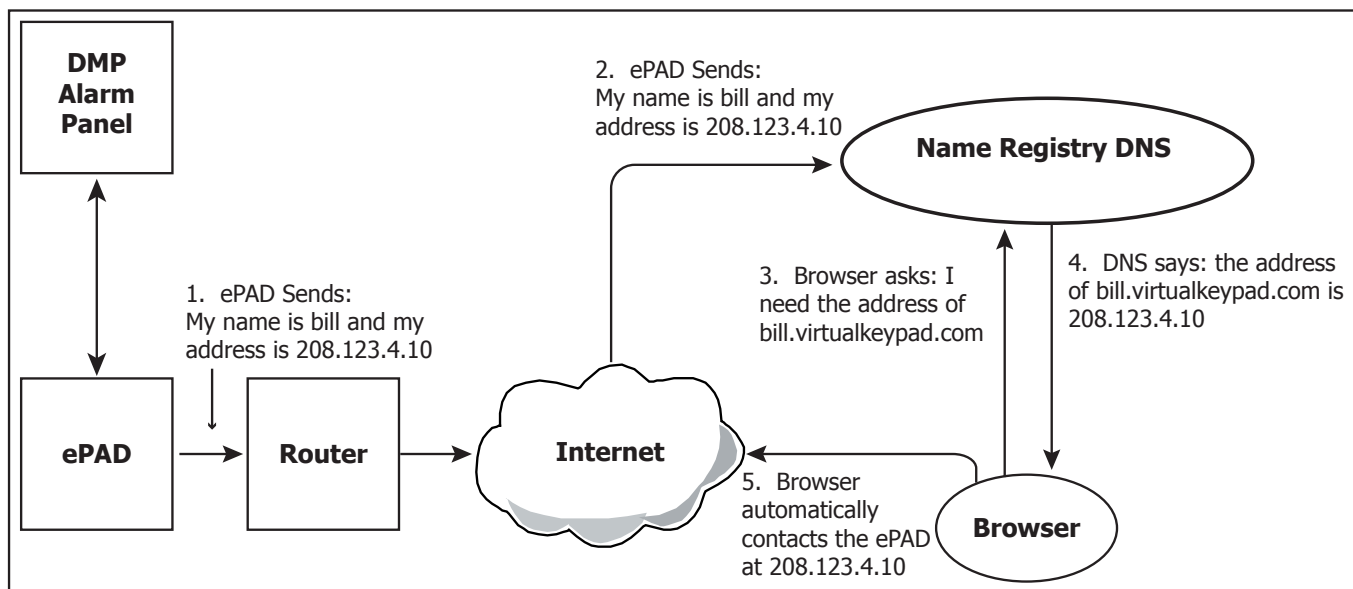 DMP
Alarm
Panel
2. ePAD Sends:
My name is bill and my
address is 208.123.4.10
Name Registry DNS
1. ePAD Sends:
My name is bill and my
address is 208.123.4.10
3. Browser asks: I
need the address of
bill.virtualkeypad.com
4. DNS says: the address
of bill.virtualkeypad.com is
208.123.4.10
ePAD
Router
Internet
5. Browser
automatically
contacts the ePAD
at 208.123.4.10
Browser